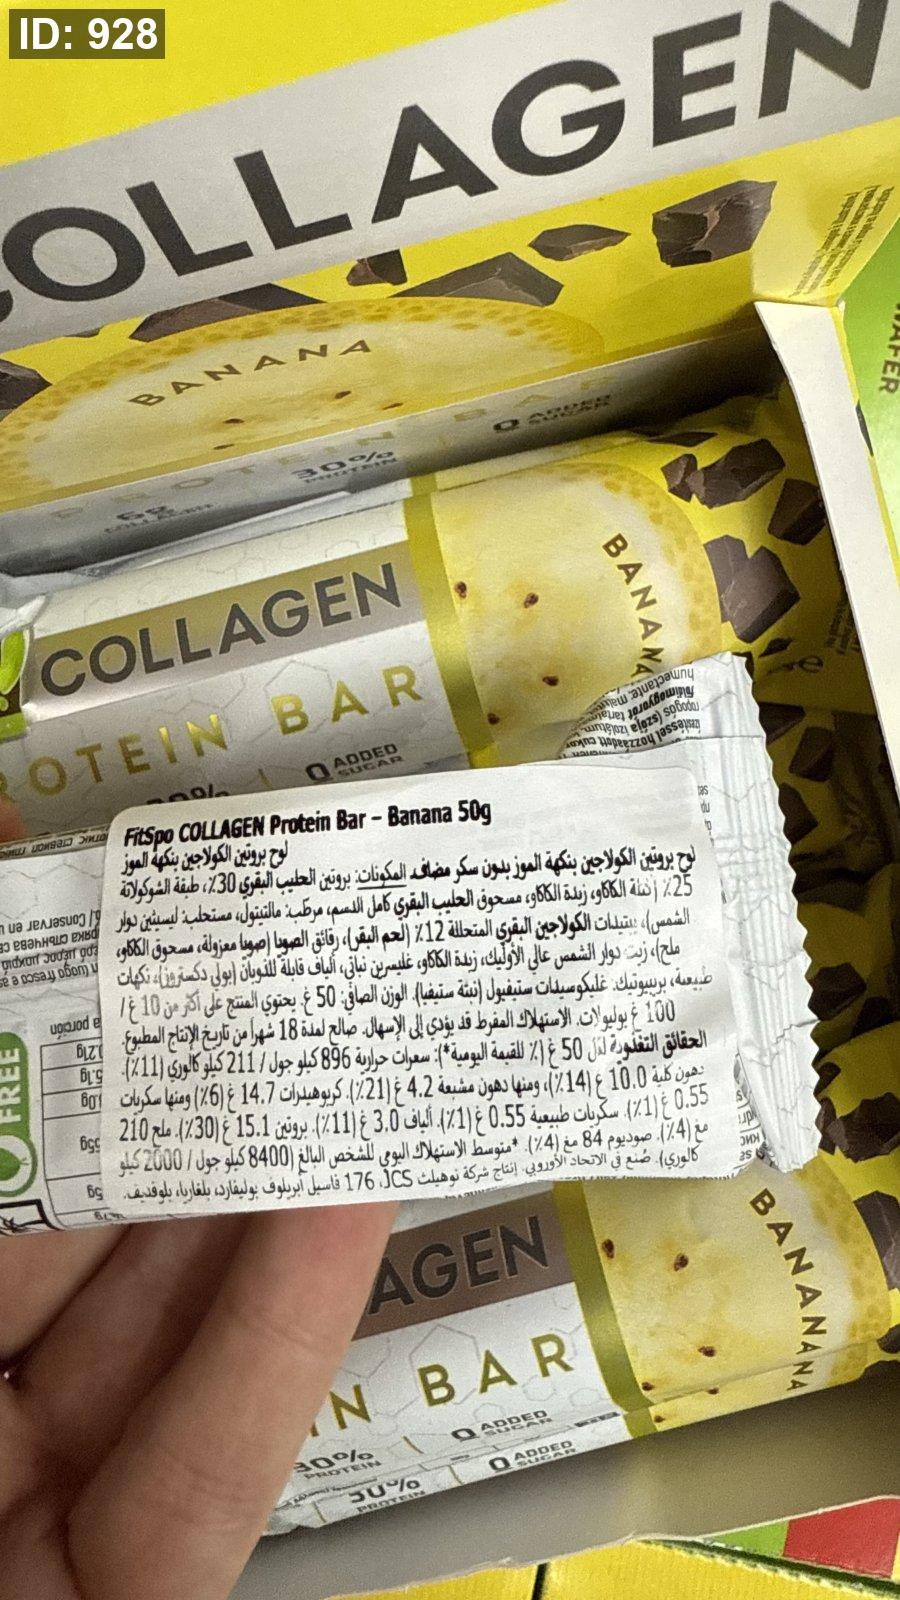 ID: 928
COLLAGEN
BANANA
PROTEIN BAR
6g COLLAGEN
30% PROTEIN
0 ADDED SUGAR
WAFER
COLLAGEN
BANANA
PROTEIN BAR
0 ADDED SUGAR
FitSpo COLLAGEN Protein Bar – Banana 50g
لوح بروتين الكولاجين بنكهة الموز
لوح بروتين الكولاجين بنكهة الموز بدون سكر مضاف. المكونات: بروتين الحليب البقري 30٪، طبقة الشوكولاتة
25٪ (كتلة الكاكاو، زبدة الكاكاو، مسحوق الحليب البقري كامل الدسم، مرطب: مالتيتول، مستحلب: ليسيثين دوار
الشمس)، ببتيدات الكولاجين البقري المتحللة 12٪ (لحم البقر)، رقائق الصويا (صويا معزولة، مسحوق الكاكاو،
ملح)، زيت دوار الشمس عالي الأوليك، زبدة الكاكاو، غليسرين نباتي، ألياف قابلة للذوبان (بولي دكستروز)، نكهات
طبيعية، بريبيوتيك، غليكوسيدات ستيفيول (نبتة ستيفيا). الوزن الصافي: 50 غ. يحتوي المنتج على أكثر من 10 غ /
100 غ بوليولات. الاستهلاك المفرط قد يؤدي إلى الإسهال. صالح لمدة 18 شهراً من تاريخ الإنتاج المطبوع.
الحقائق التغذوية لكل 50 غ (٪ للقيمة اليومية*): سعرات حرارية 896 كيلو جول / 211 كيلو كالوري (11٪).
دهون كلية 10.0 غ (14٪)، ومنها دهون مشبعة 4.2 غ (21٪). كربوهيدرات 14.7 غ (6٪) ومنها سكريات
0.55 غ (1٪). سكريات طبيعية 0.55 غ (1٪). ألياف 3.0 غ (11٪). بروتين 15.1 غ (30٪). ملح 210
مغ (4٪). صوديوم 84 مغ (4٪). *متوسط الاستهلاك اليومي للشخص البالغ (8400 كيلو جول / 2000 كيلو
كالوري). صُنع في الاتحاد الأوروبي. إنتاج شركة نوهيلث JCS، 176 فاسيل أبريلوف بوليفارد، بلغاريا، بلوفديف.
FREE
AGEN
BANANA
IN BAR
30% PROTEIN
0 ADDED SUGAR
30% PROTEIN
0 ADDED SUGAR